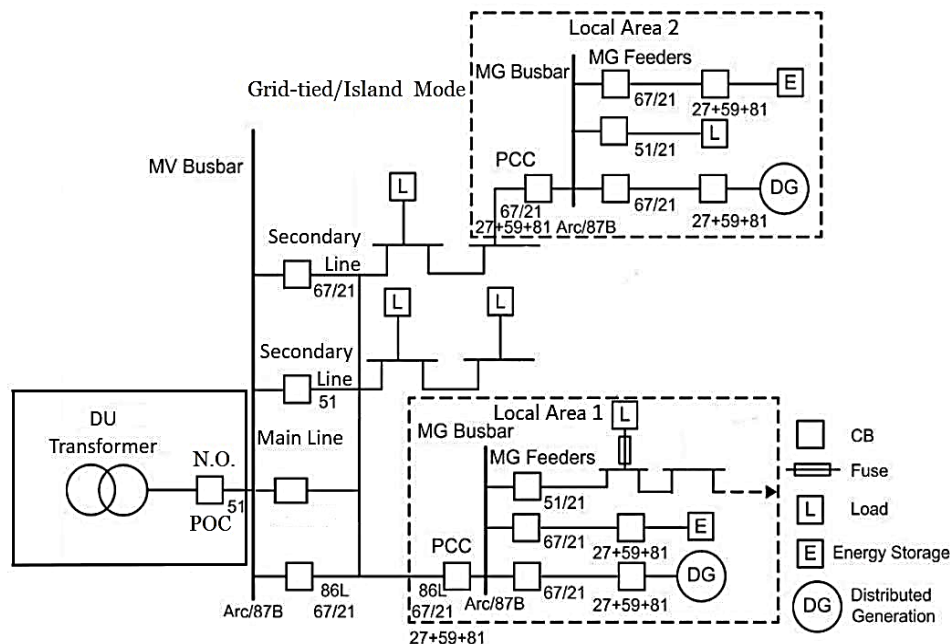 Local Area 2
MG Feeders
MG Busbar
Grid-tied/Island Mode
67/21
27+59+81
E
51/21
L
PCC
MV Busbar
L
DG
67/21
27+59+81
Arc/87B
67/21
27+59+81
Secondary
Line
67/21
L
L
Secondary
Line
51
Local Area 1
L
MG Busbar
DU
Transformer
Main Line
MG Feeders
N.O.
51
POC
51/21
67/21
27+59+81
E
PCC
DG
86L
67/21
Arc/87B
86L
67/21
27+59+81
Arc/87B
67/21
27+59+81
CB
Fuse
L
Load
E
Energy Storage
DG
Distributed
Generation